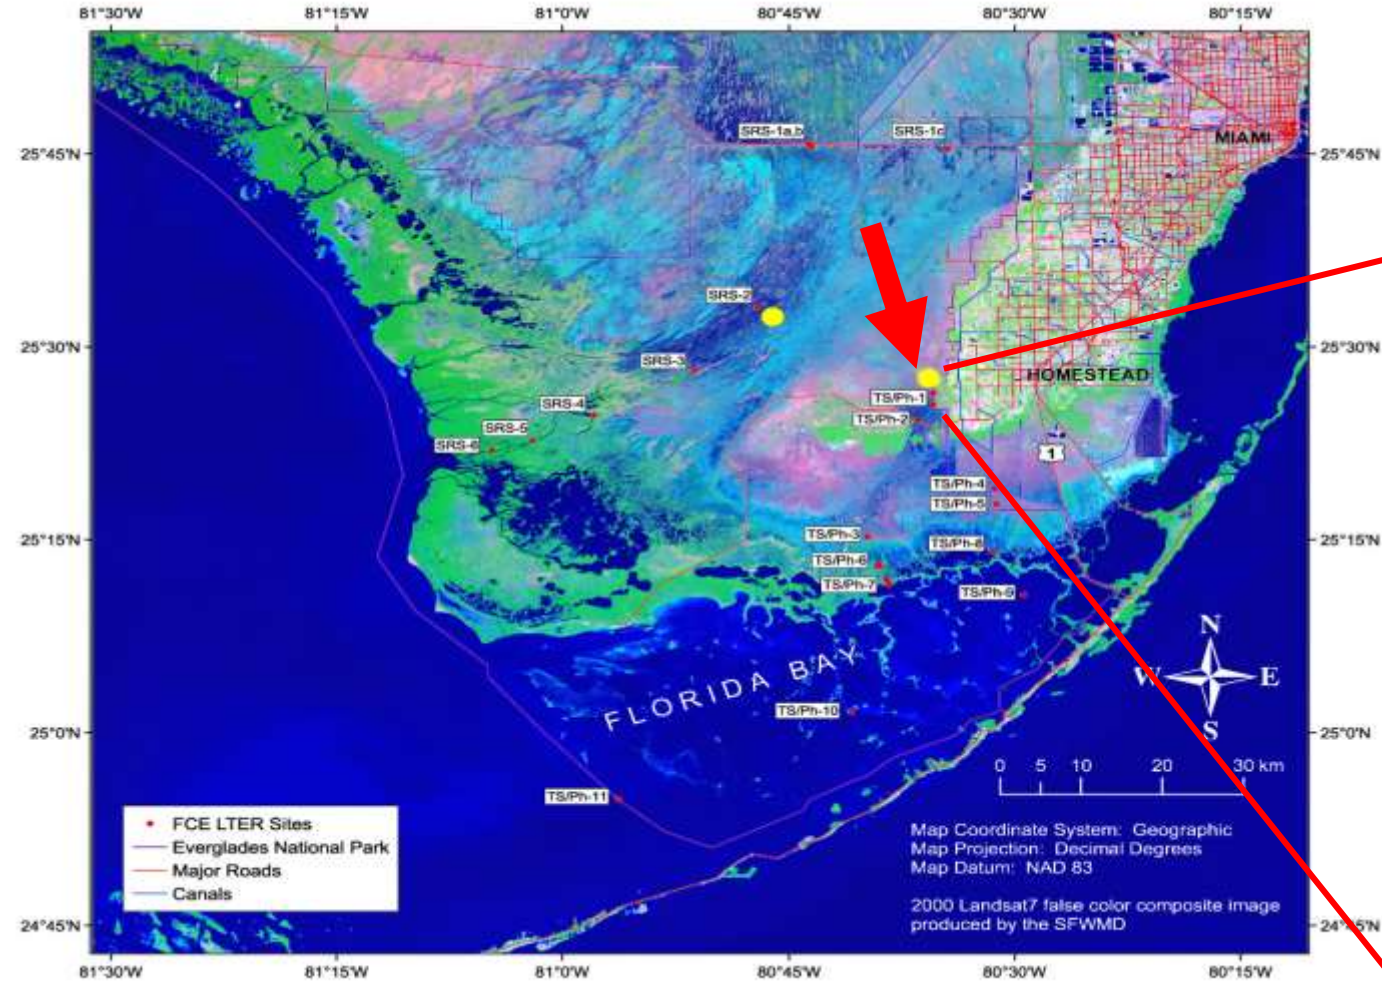 81°30'W 81°15'W 81°0'W 80°45'W 80°30'W 80°15'W
SRS-1a,b
SRS-1c
MIAMI
25°45'N
25°45'N
SRS-2
25°30'N
25°30'N
SRS-3
HOMESTEAD
TS/Ph-1
SRS-4
TS/Ph-2
SRS-5
SRS-6
1
TS/Ph-4
TS/Ph-5
TS/Ph-3
25°15'N
TS/Ph-8
25°15'N
TS/Ph-6
TS/Ph-7
TS/Ph-9
N
W E
S
FLORIDA BAY
TS/Ph-10
25°0'N
25°0'N
0 5 10 20 30 km
TS/Ph-11
FCE LTER Sites
Everglades National Park
Major Roads
Canals
Map Coordinate System: Geographic
Map Projection: Decimal Degrees
Map Datum: NAD 83
2000 Landsat7 false color composite image
produced by the SFWMD
24°45'N
24°45'N
81°30'W 81°15'W 81°0'W 80°45'W 80°30'W 80°15'W